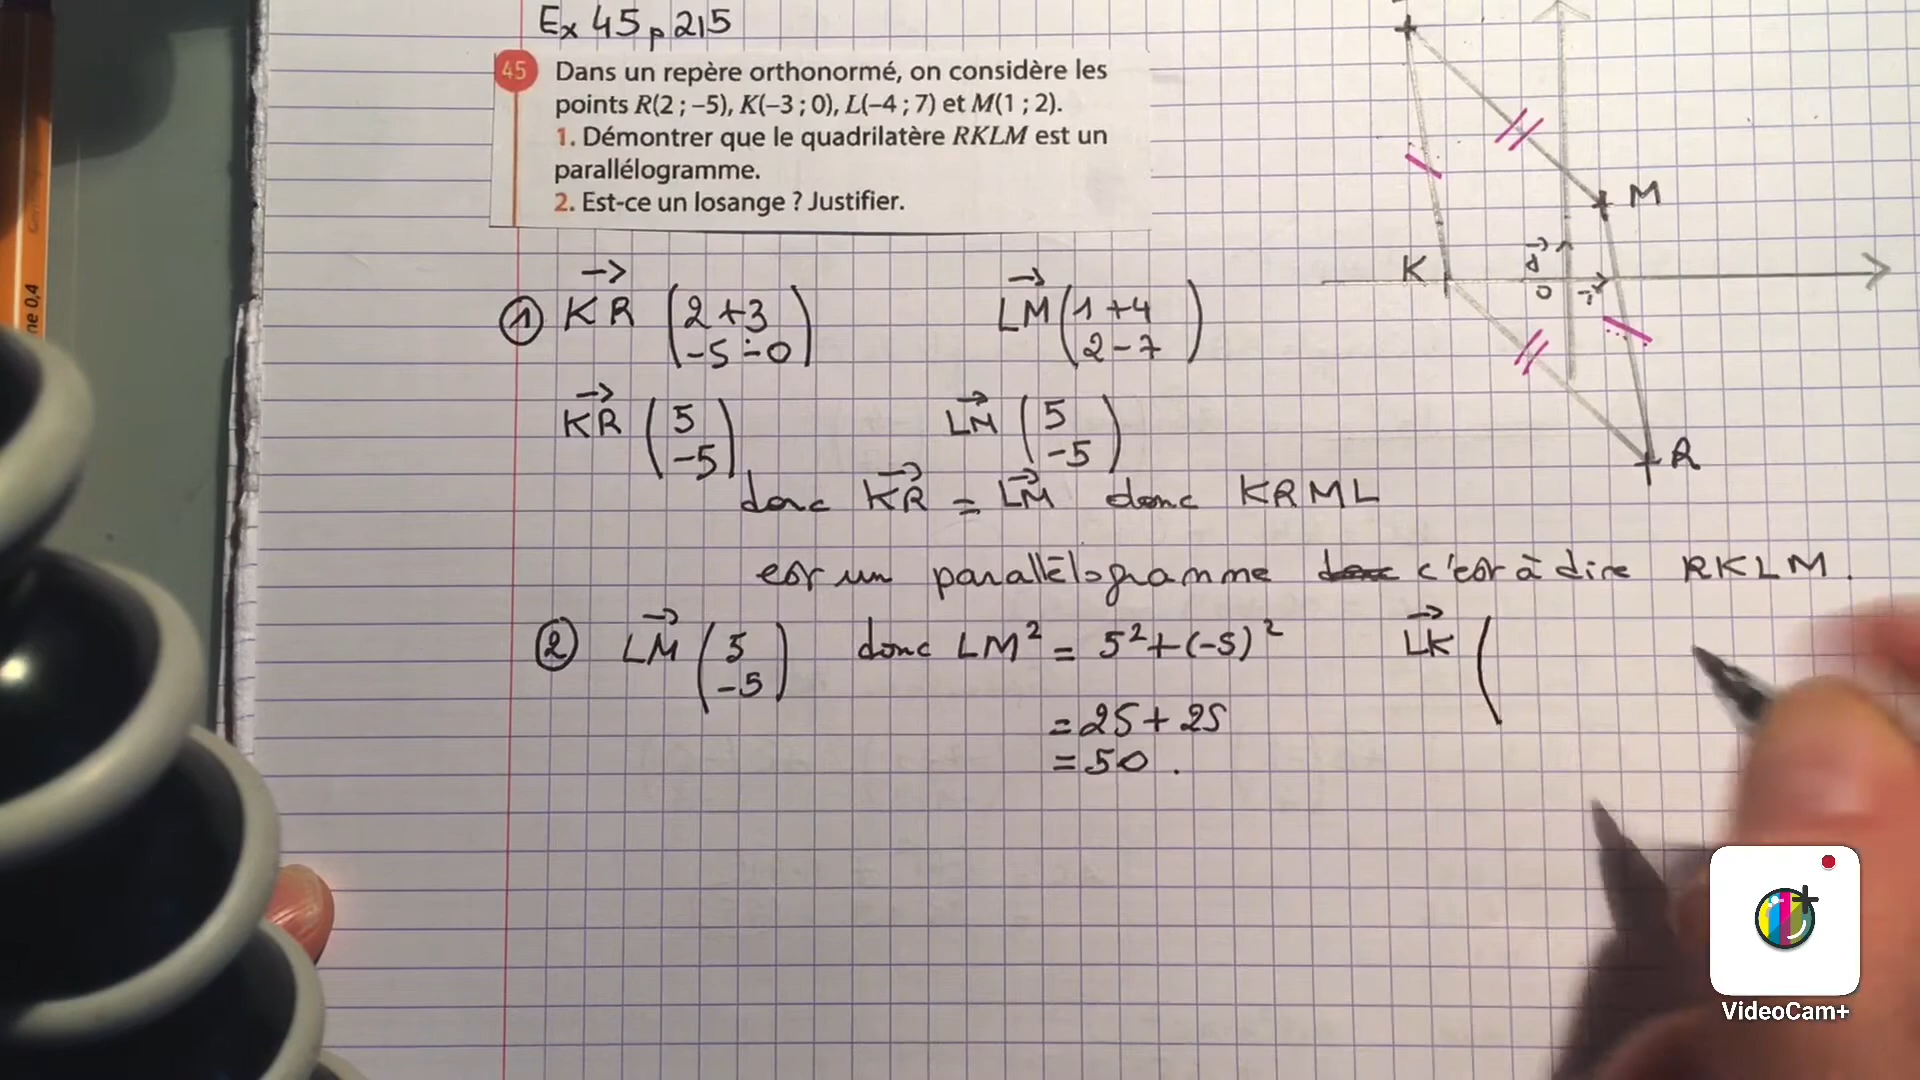 Ex 45 p 215
45 Dans un repère orthonormé, on considère les
points R(2 ; –5), K(–3 ; 0), L(–4 ; 7) et M(1 ; 2).
1. Démontrer que le quadrilatère RKLM est un
parallélogramme.
2. Est-ce un losange ? Justifier.
M
K
O
R
① KR→ (2+3 / -5-0) LM→ (1+4 / 2-7)
KR→ (5 / -5) LM→ (5 / -5)
donc KR→ = LM→ donc KRML
est un parallélogramme donc c'est à dire RKLM.
② LM→ (5 / -5) donc LM² = 5²+(-5)² LK→ (
= 25 + 25
= 50 .
ne 0,4
VideoCam+